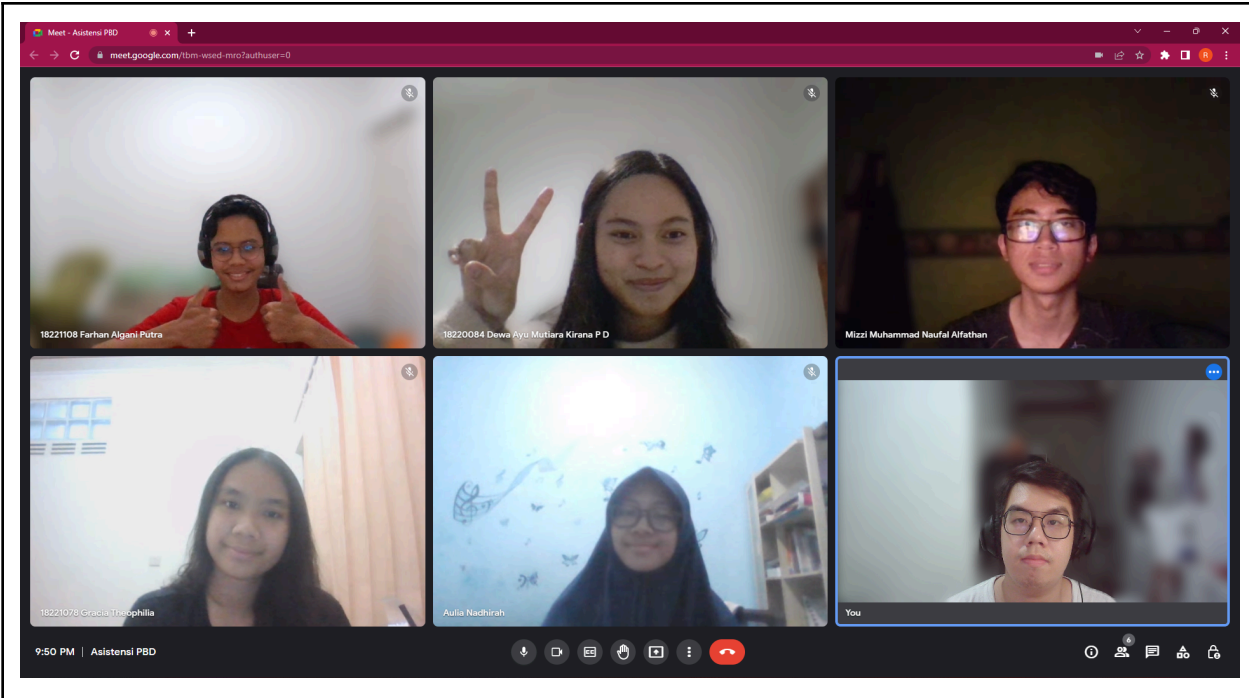 Meet - Asistensi PBD
meet.google.com/tbm-wsed-mro?authuser=0
R
18221108 Farhan Algani Putra
18220084 Dewa Ayu Mutiara Kirana P D
Mizzi Muhammad Naufal Alfathan
18221078 Gracia Theophilia
Aulia Nadhirah
You
9:50 PM | Asistensi PBD
6